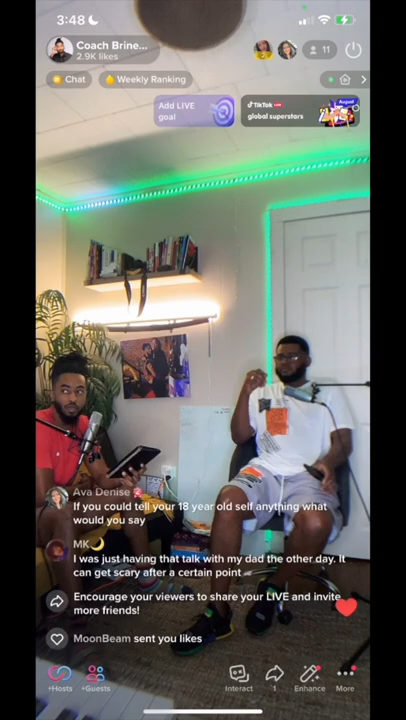 3:48
Coach Brine...
2.9K likes
11
Chat
Weekly Ranking
Add LIVE
goal
TikTok LIVE
global superstars
August
Ava Denise
If you could tell your 18 year old self anything what
would you say
MK🌙
I was just having that talk with my dad the other day. It
can get scary after a certain point
Encourage your viewers to share your LIVE and invite
more friends!
MoonBeam sent you likes
+Hosts
+Guests
Interact
1
Enhance
More